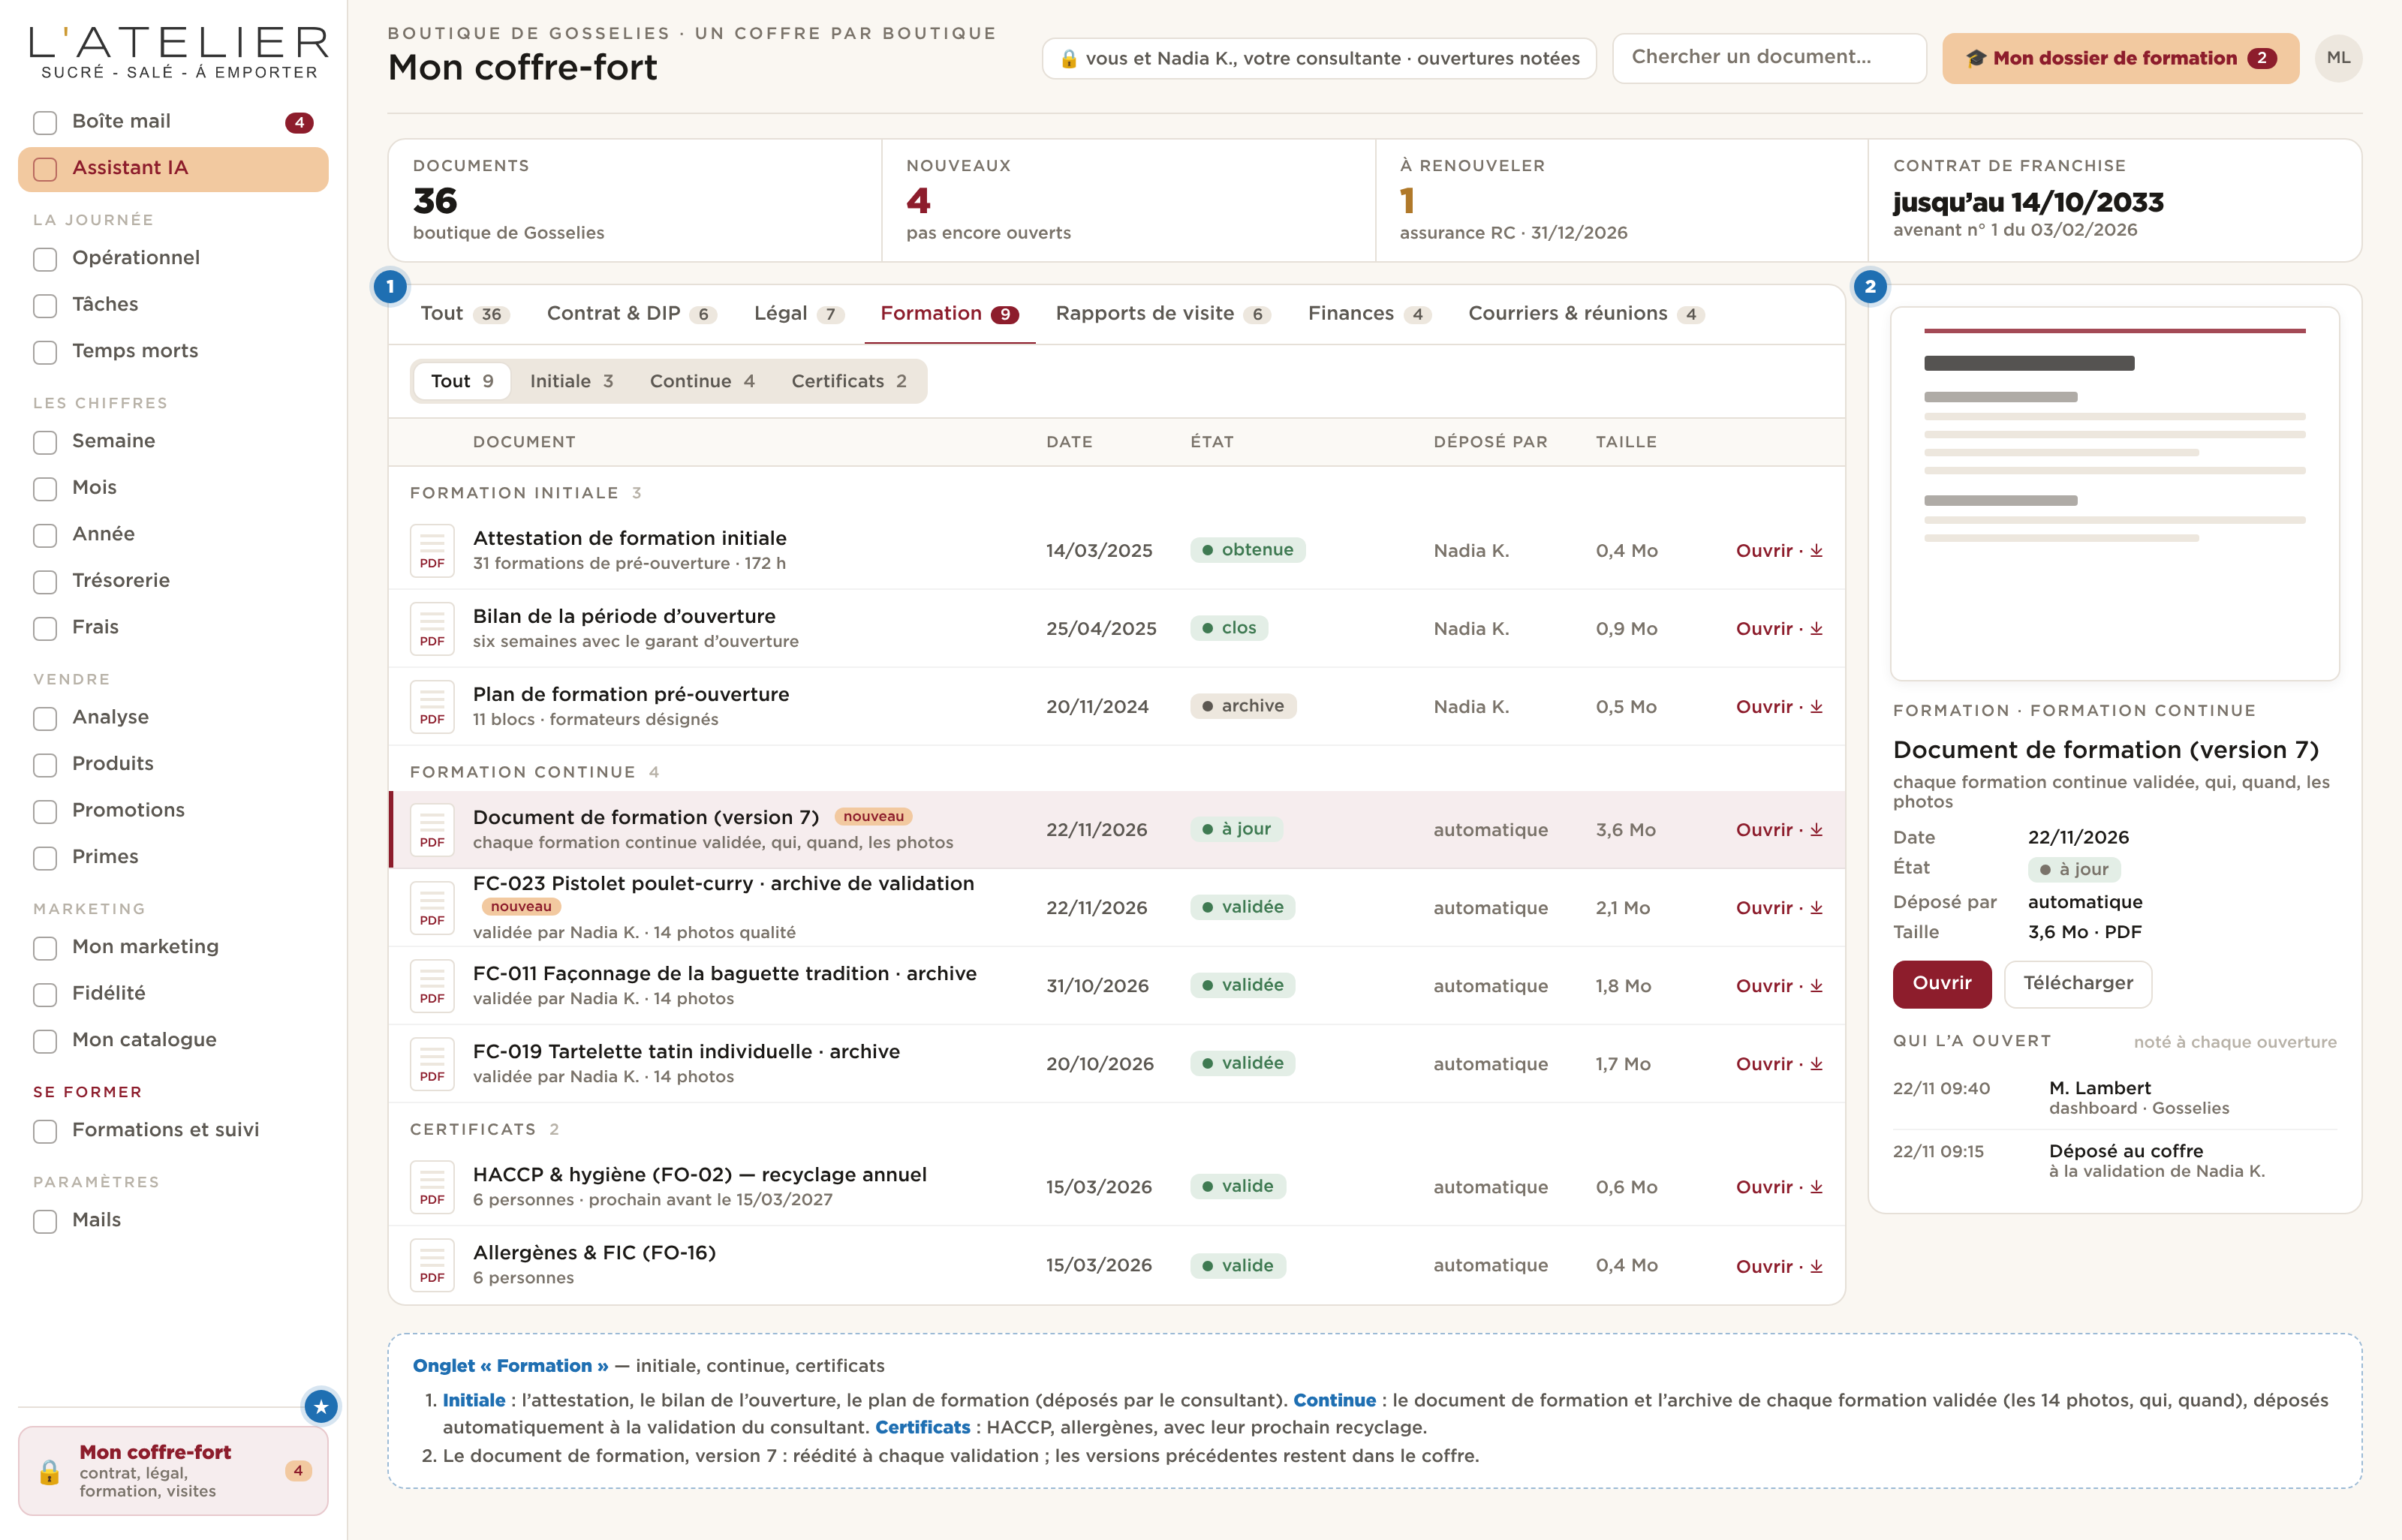 L'ATELIER
SUCRÉ - SALÉ - Á EMPORTER
Boîte mail 4
Assistant IA
LA JOURNÉE
Opérationnel
Tâches
Temps morts
LES CHIFFRES
Semaine
Mois
Année
Trésorerie
Frais
VENDRE
Analyse
Produits
Promotions
Primes
MARKETING
Mon marketing
Fidélité
Mon catalogue
SE FORMER
Formations et suivi
PARAMÈTRES
Mails
★
Mon coffre-fort
contrat, légal,
formation, visites
4
BOUTIQUE DE GOSSELIES · UN COFFRE PAR BOUTIQUE
Mon coffre-fort
🔒 vous et Nadia K., votre consultante · ouvertures notées
Chercher un document...
🎓 Mon dossier de formation 2
ML
DOCUMENTS
36
boutique de Gosselies
NOUVEAUX
4
pas encore ouverts
À RENOUVELER
1
assurance RC · 31/12/2026
CONTRAT DE FRANCHISE
jusqu’au 14/10/2033
avenant n° 1 du 03/02/2026
1
Tout 36 Contrat & DIP 6 Légal 7 Formation 9 Rapports de visite 6 Finances 4 Courriers & réunions 4
Tout 9 Initiale 3 Continue 4 Certificats 2
DOCUMENT DATE ÉTAT DÉPOSÉ PAR TAILLE
FORMATION INITIALE 3
Attestation de formation initiale
PDF 31 formations de pré-ouverture · 172 h
14/03/2025 obtenue Nadia K. 0,4 Mo Ouvrir ·
Bilan de la période d’ouverture
PDF six semaines avec le garant d’ouverture
25/04/2025 clos Nadia K. 0,9 Mo Ouvrir ·
Plan de formation pré-ouverture
PDF 11 blocs · formateurs désignés
20/11/2024 archive Nadia K. 0,5 Mo Ouvrir ·
FORMATION CONTINUE 4
Document de formation (version 7) nouveau
PDF chaque formation continue validée, qui, quand, les photos
22/11/2026 à jour automatique 3,6 Mo Ouvrir ·
FC-023 Pistolet poulet-curry · archive de validation
nouveau
PDF validée par Nadia K. · 14 photos qualité
22/11/2026 validée automatique 2,1 Mo Ouvrir ·
FC-011 Façonnage de la baguette tradition · archive
PDF validée par Nadia K. · 14 photos
31/10/2026 validée automatique 1,8 Mo Ouvrir ·
FC-019 Tartelette tatin individuelle · archive
PDF validée par Nadia K. · 14 photos
20/10/2026 validée automatique 1,7 Mo Ouvrir ·
CERTIFICATS 2
HACCP & hygiène (FO-02) — recyclage annuel
PDF 6 personnes · prochain avant le 15/03/2027
15/03/2026 valide automatique 0,6 Mo Ouvrir ·
Allergènes & FIC (FO-16)
PDF 6 personnes
15/03/2026 valide automatique 0,4 Mo Ouvrir ·
2
FORMATION · FORMATION CONTINUE
Document de formation (version 7)
chaque formation continue validée, qui, quand, les
photos
Date 22/11/2026
État à jour
Déposé par automatique
Taille 3,6 Mo · PDF
Ouvrir Télécharger
QUI L’A OUVERT noté à chaque ouverture
22/11 09:40 M. Lambert
dashboard · Gosselies
22/11 09:15 Déposé au coffre
à la validation de Nadia K.
Onglet « Formation » — initiale, continue, certificats
1. Initiale : l’attestation, le bilan de l’ouverture, le plan de formation (déposés par le consultant). Continue : le document de formation et l’archive de chaque formation validée (les 14 photos, qui, quand), déposés
automatiquement à la validation du consultant. Certificats : HACCP, allergènes, avec leur prochain recyclage.
2. Le document de formation, version 7 : réédité à chaque validation ; les versions précédentes restent dans le coffre.